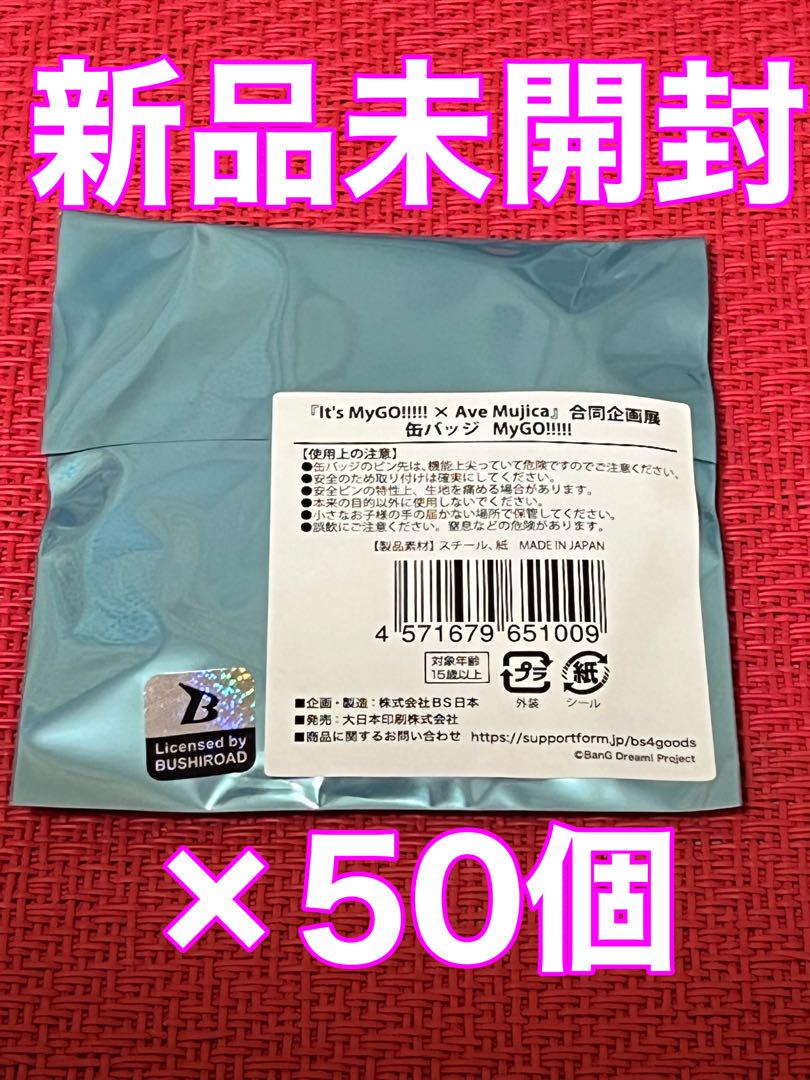 新品未開封
『It's MyGO!!!!! × Ave Mujica』合同企画展
缶バッジ MyGO!!!!!
【使用上の注意】
●缶バッジのピン先は、機能上尖っていて危険ですのでご注意ください。
●安全のため取り付けは確実にしてください。
●安全ピンの特性上、生地を痛める場合があります。
●本来の目的以外に使用しないでください。
●小さなお子様の手の届かない場所で保管してください。
●誤飲にご注意ください。窒息などの危険があります。
【製品素材】スチール、紙 MADE IN JAPAN
4 571679 651009
対象年齢
15歳以上
プラ
外装
紙
シール
■企画・製造：株式会社BS日本
■発売：大日本印刷株式会社
■商品に関するお問い合わせ https://supportform.jp/bs4goods
©BanG Dream! Project
B
Licensed by
BUSHIROAD
×50個